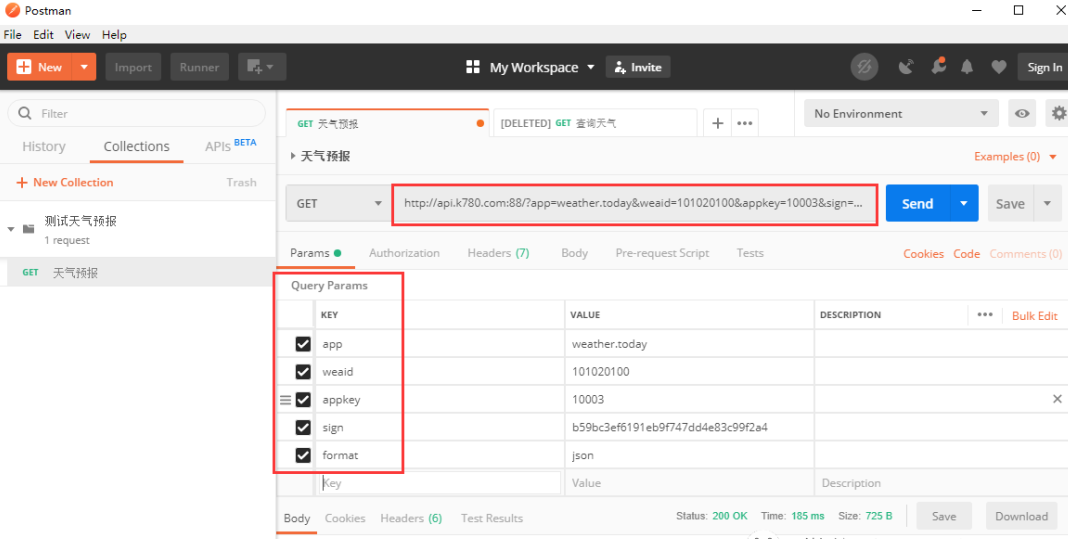 Postman
File Edit View Help
New Import Runner My Workspace Invite Sign In
Filter
History Collections APIs BETA
+ New Collection Trash
测试天气预报
1 request
GET 天气预报
GET 天气预报 [DELETED] GET 查询天气 + ••• No Environment
天气预报 Examples (0)
GET http://api.k780.com:88/?app=weather.today&weaid=101020100&appkey=10003&sign=... Send Save
Params Authorization Headers (7) Body Pre-request Script Tests Cookies Code Comments (0)
Query Params
KEY VALUE DESCRIPTION ••• Bulk Edit
app weather.today
weaid 101020100
appkey 10003
sign b59bc3ef6191eb9f747dd4e83c99f2a4
format json
Key Value Description
Body Cookies Headers (6) Test Results Status: 200 OK Time: 185 ms Size: 725 B Save Download